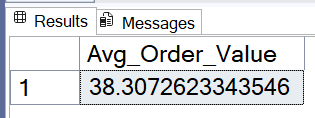 Results Messages
Avg_Order_Value
1 38.3072623343546